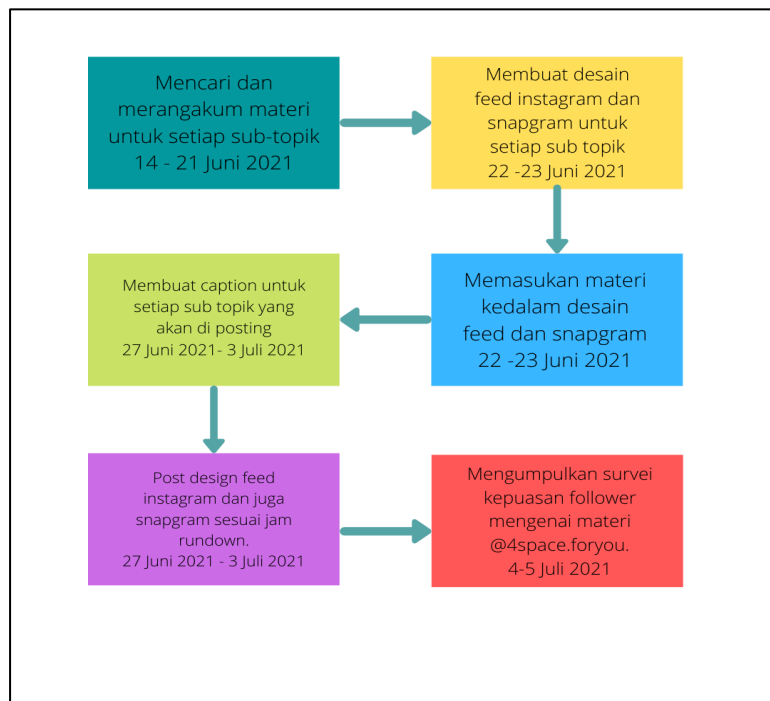 Mencari dan
merangakum materi
untuk setiap sub-topik
14 - 21 Juni 2021
Membuat desain
feed instagram dan
snapgram untuk
setiap sub topik
22 -23 Juni 2021
Memasukan materi
kedalam desain
feed dan snapgram
22 -23 Juni 2021
Membuat caption untuk
setiap sub topik yang
akan di posting
27 Juni 2021- 3 Juli 2021
Post design feed
instagram dan juga
snapgram sesuai jam
rundown.
27 Juni 2021 - 3 Juli 2021
Mengumpulkan survei
kepuasan follower
mengenai materi
@4space.foryou.
4-5 Juli 2021